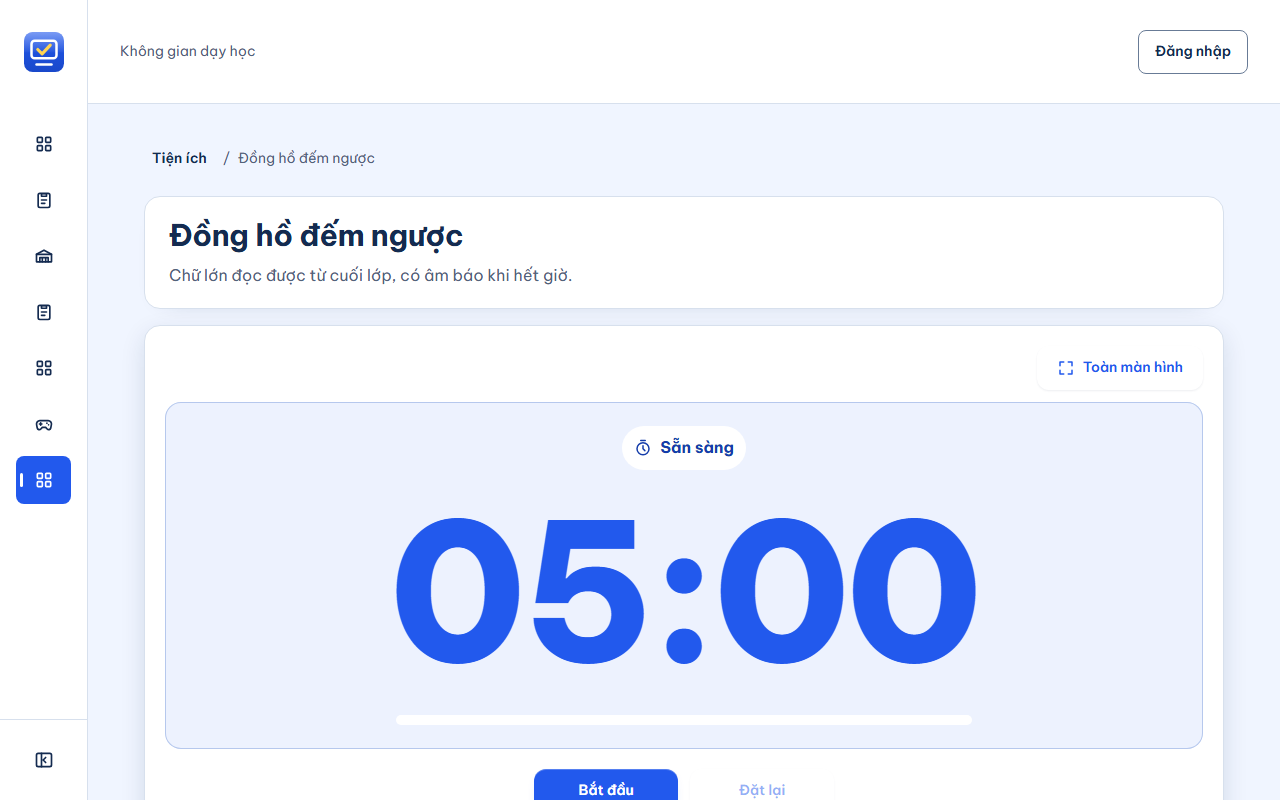 Không gian dạy học
Đăng nhập
Tiện ích / Đồng hồ đếm ngược
Đồng hồ đếm ngược
Chữ lớn đọc được từ cuối lớp, có âm báo khi hết giờ.
Toàn màn hình
Sẵn sàng
05:00
Bắt đầu
Đặt lại